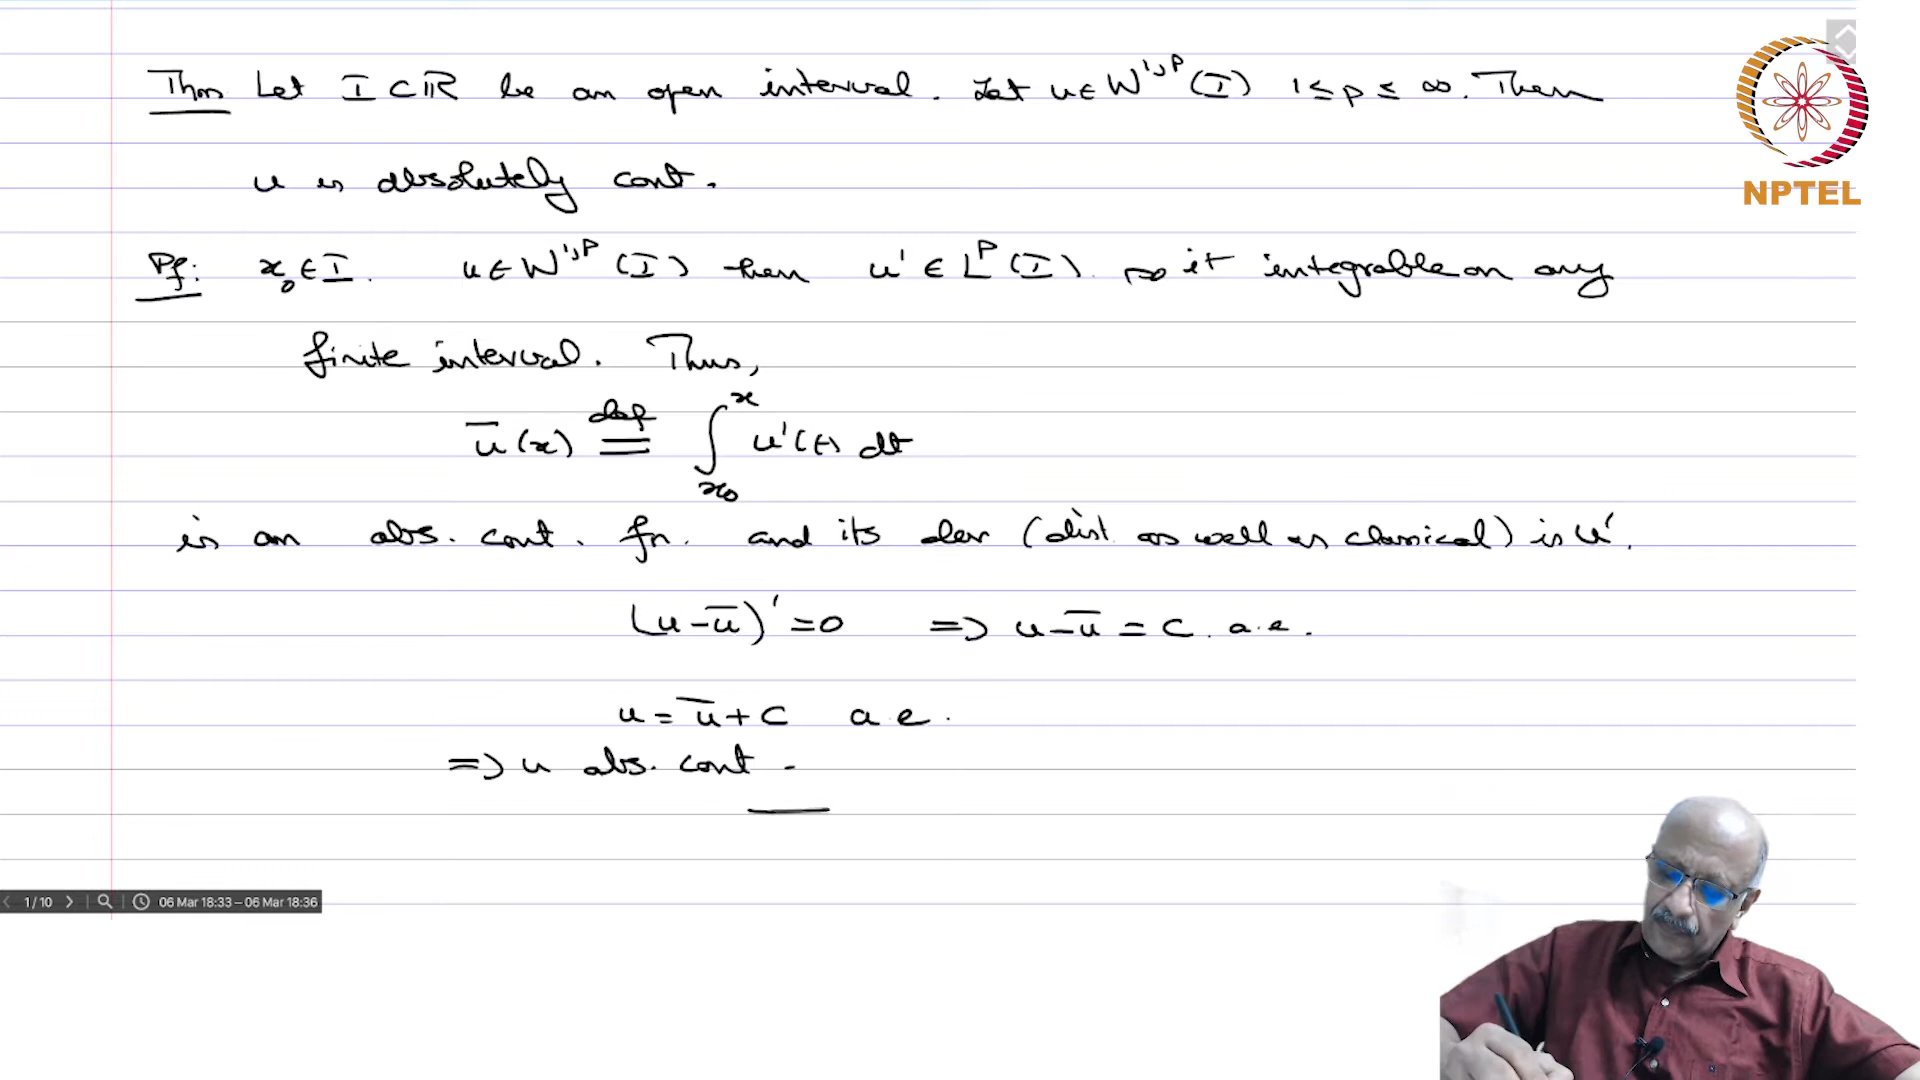 Thm Let I ⊂ ℝ be an open interval. Let u ∈ W^{1,p}(I) 1 ≤ p ≤ ∞. Then
u is absolutely cont.
Pf: x₀ ∈ I. u ∈ W^{1,p}(I) then u' ∈ L^p(I). so it integrable on any
finite interval. Thus,
ū(x) def= ∫_{x₀}^{x} u'(t) dt
is an abs. cont. fn. and its der (dist. as well as classical) is u'.
(u-ū)' = 0 ⇒ u-ū = C. a.e.
u = ū + C a.e.
⇒ u abs. cont.
NPTEL
1/10 06 Mar 18:33 – 06 Mar 18:36